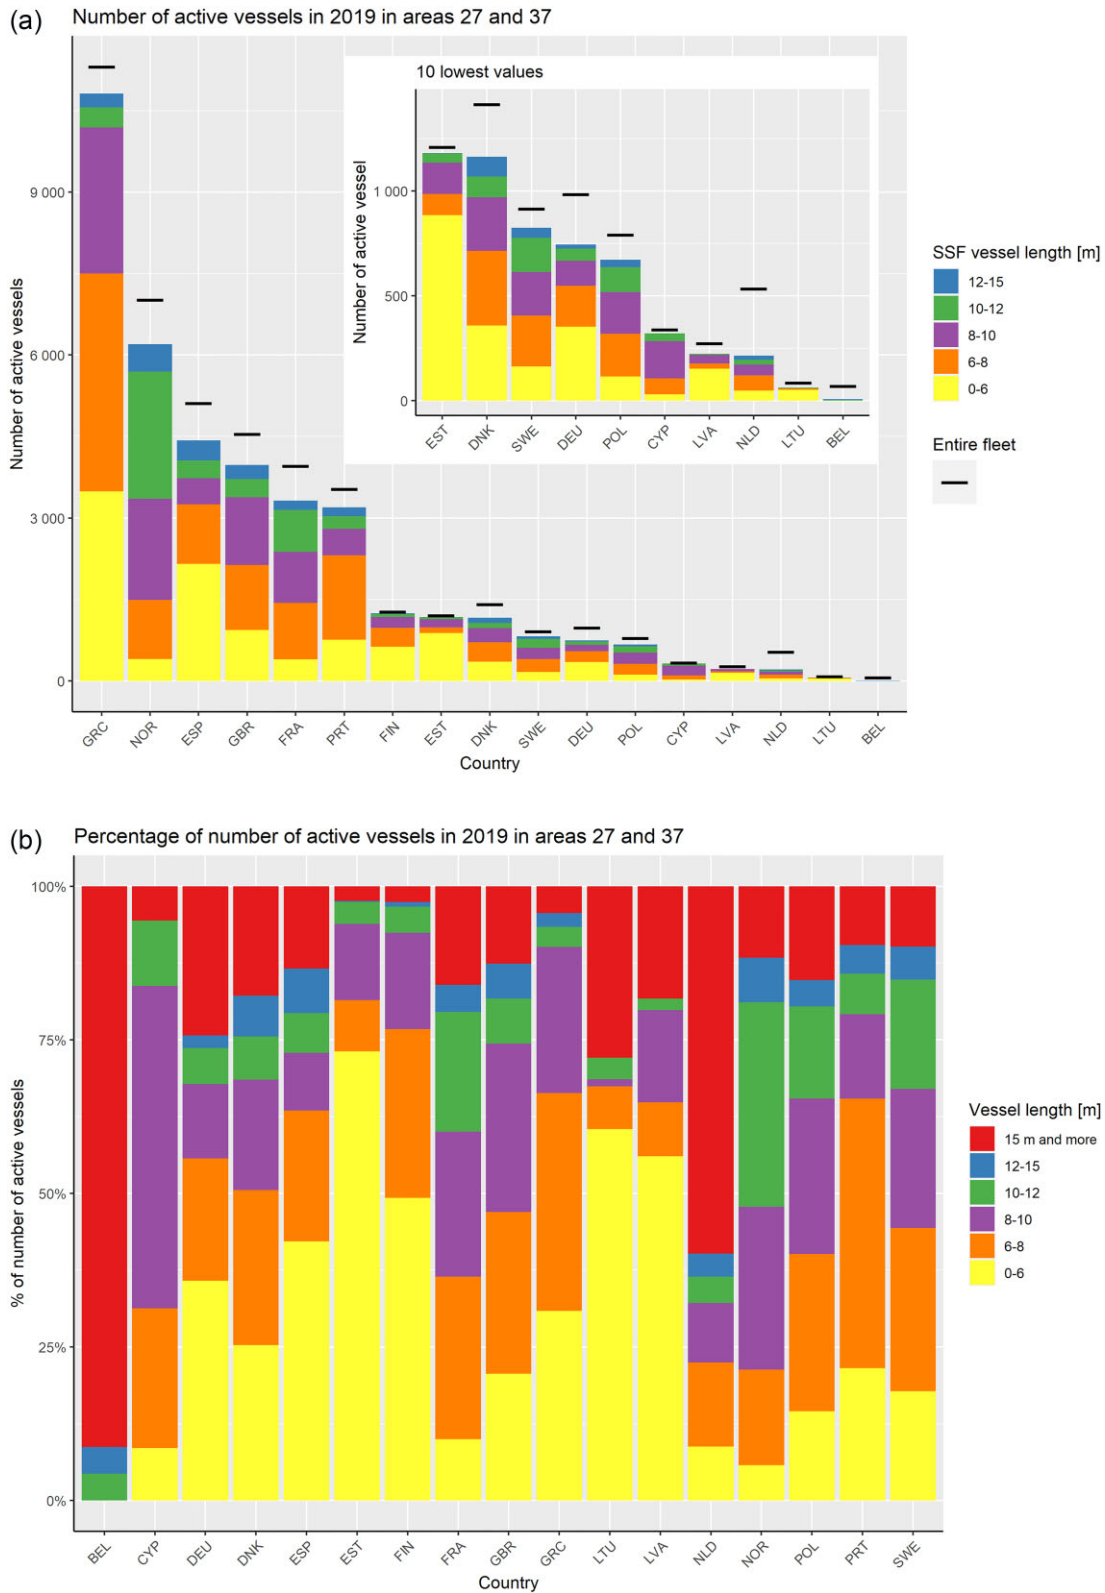 (a) Number of active vessels in 2019 in areas 27 and 37
Number of active vessels
9 000
6 000
3 000
0
GRC NOR ESP GBR FRA PRT FIN EST DNK SWE DEU POL CYP LVA NLD LTU BEL
Country
10 lowest values
Number of active vessel
1 000
500
0
EST DNK SWE DEU POL CYP LVA NLD LTU BEL
SSF vessel length [m]
12-15
10-12
8-10
6-8
0-6
Entire fleet
(b) Percentage of number of active vessels in 2019 in areas 27 and 37
% of number of active vessels
100%
75%
50%
25%
0%
BEL CYP DEU DNK ESP EST FIN FRA GBR GRC LTU LVA NLD NOR POL PRT SWE
Country
Vessel length [m]
15 m and more
12-15
10-12
8-10
6-8
0-6